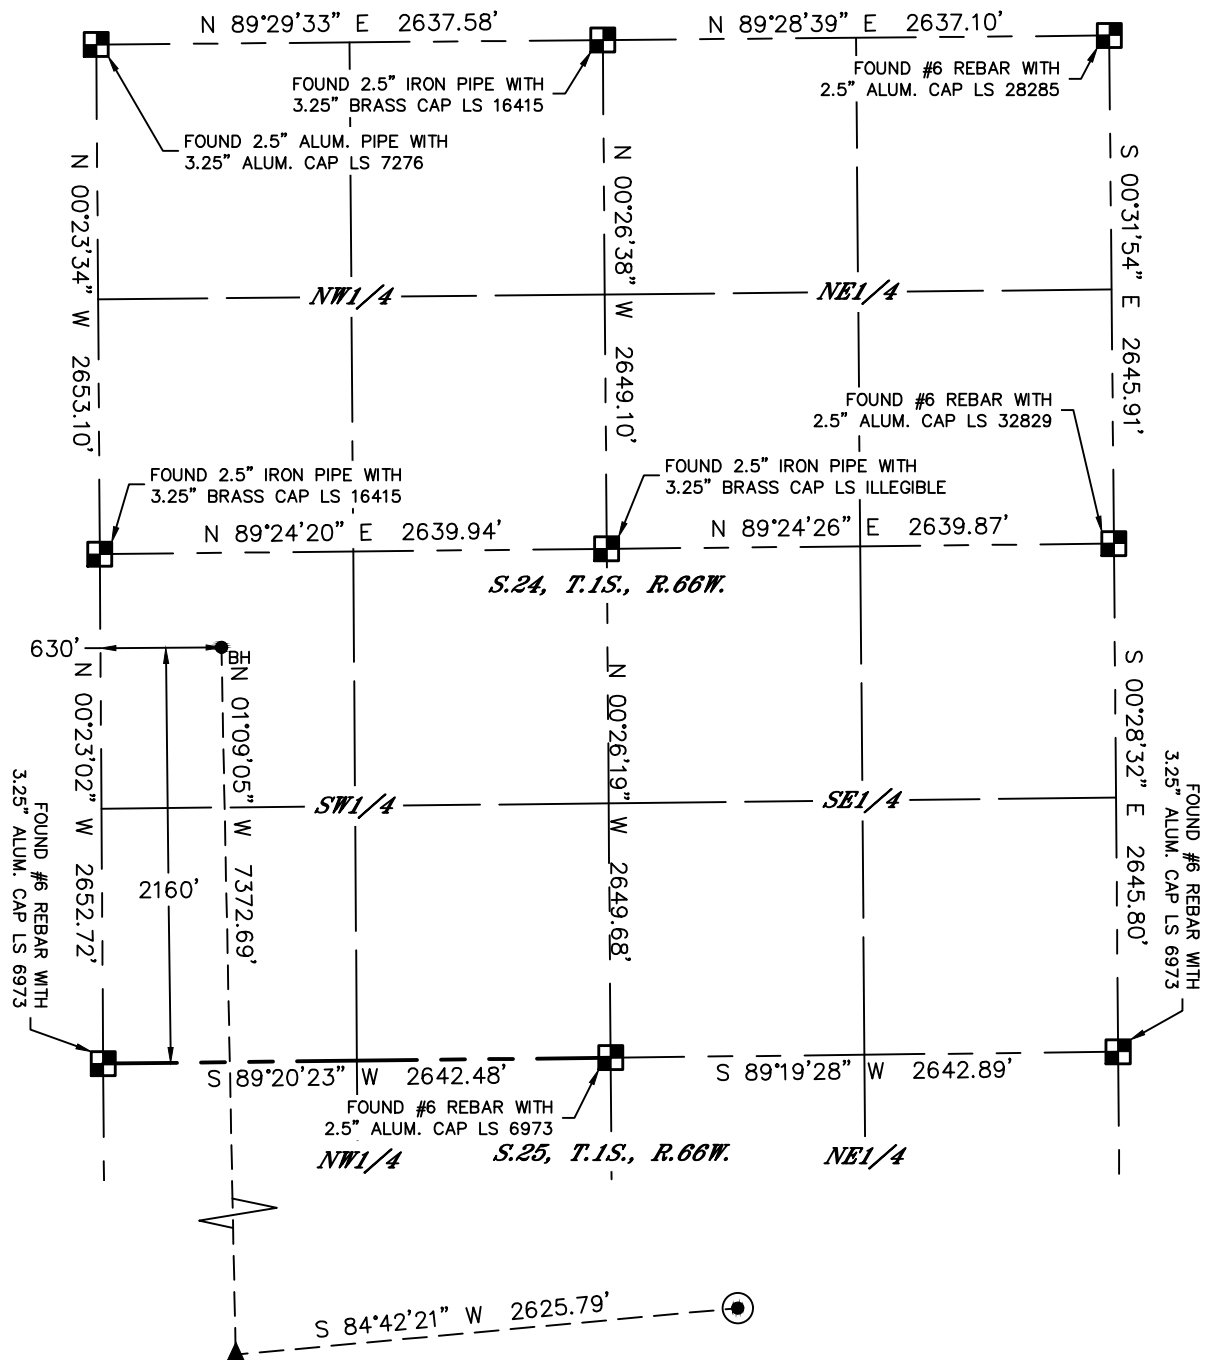 N 89°29'33" E 2637.58'
N 89°28'39" E 2637.10'
FOUND 2.5" IRON PIPE WITH
3.25" BRASS CAP LS 16415
FOUND #6 REBAR WITH
2.5" ALUM. CAP LS 28285
FOUND 2.5" ALUM. PIPE WITH
3.25" ALUM. CAP LS 7276
N 00°23'34" W 2653.10'
N 00°26'38" W 2649.10'
S 00°31'54" E 2645.91'
NW1/4
NE1/4
FOUND #6 REBAR WITH
2.5" ALUM. CAP LS 32829
FOUND 2.5" IRON PIPE WITH
3.25" BRASS CAP LS 16415
FOUND 2.5" IRON PIPE WITH
3.25" BRASS CAP LS ILLEGIBLE
N 89°24'20" E 2639.94'
N 89°24'26" E 2639.87'
S.24, T.1S., R.66W.
630'
BH
N 00°23'02" W 2652.72'
N 01°09'05" W 7372.69'
N 00°26'19" W 2649.68'
S 00°28'32" E 2645.80'
FOUND #6 REBAR WITH
3.25" ALUM. CAP LS 6973
FOUND #6 REBAR WITH
3.25" ALUM. CAP LS 6973
SW1/4
SE1/4
2160'
S 89°20'23" W 2642.48'
S 89°19'28" W 2642.89'
FOUND #6 REBAR WITH
2.5" ALUM. CAP LS 6973
NW1/4
S.25, T.1S., R.66W.
NE1/4
S 84°42'21" W 2625.79'